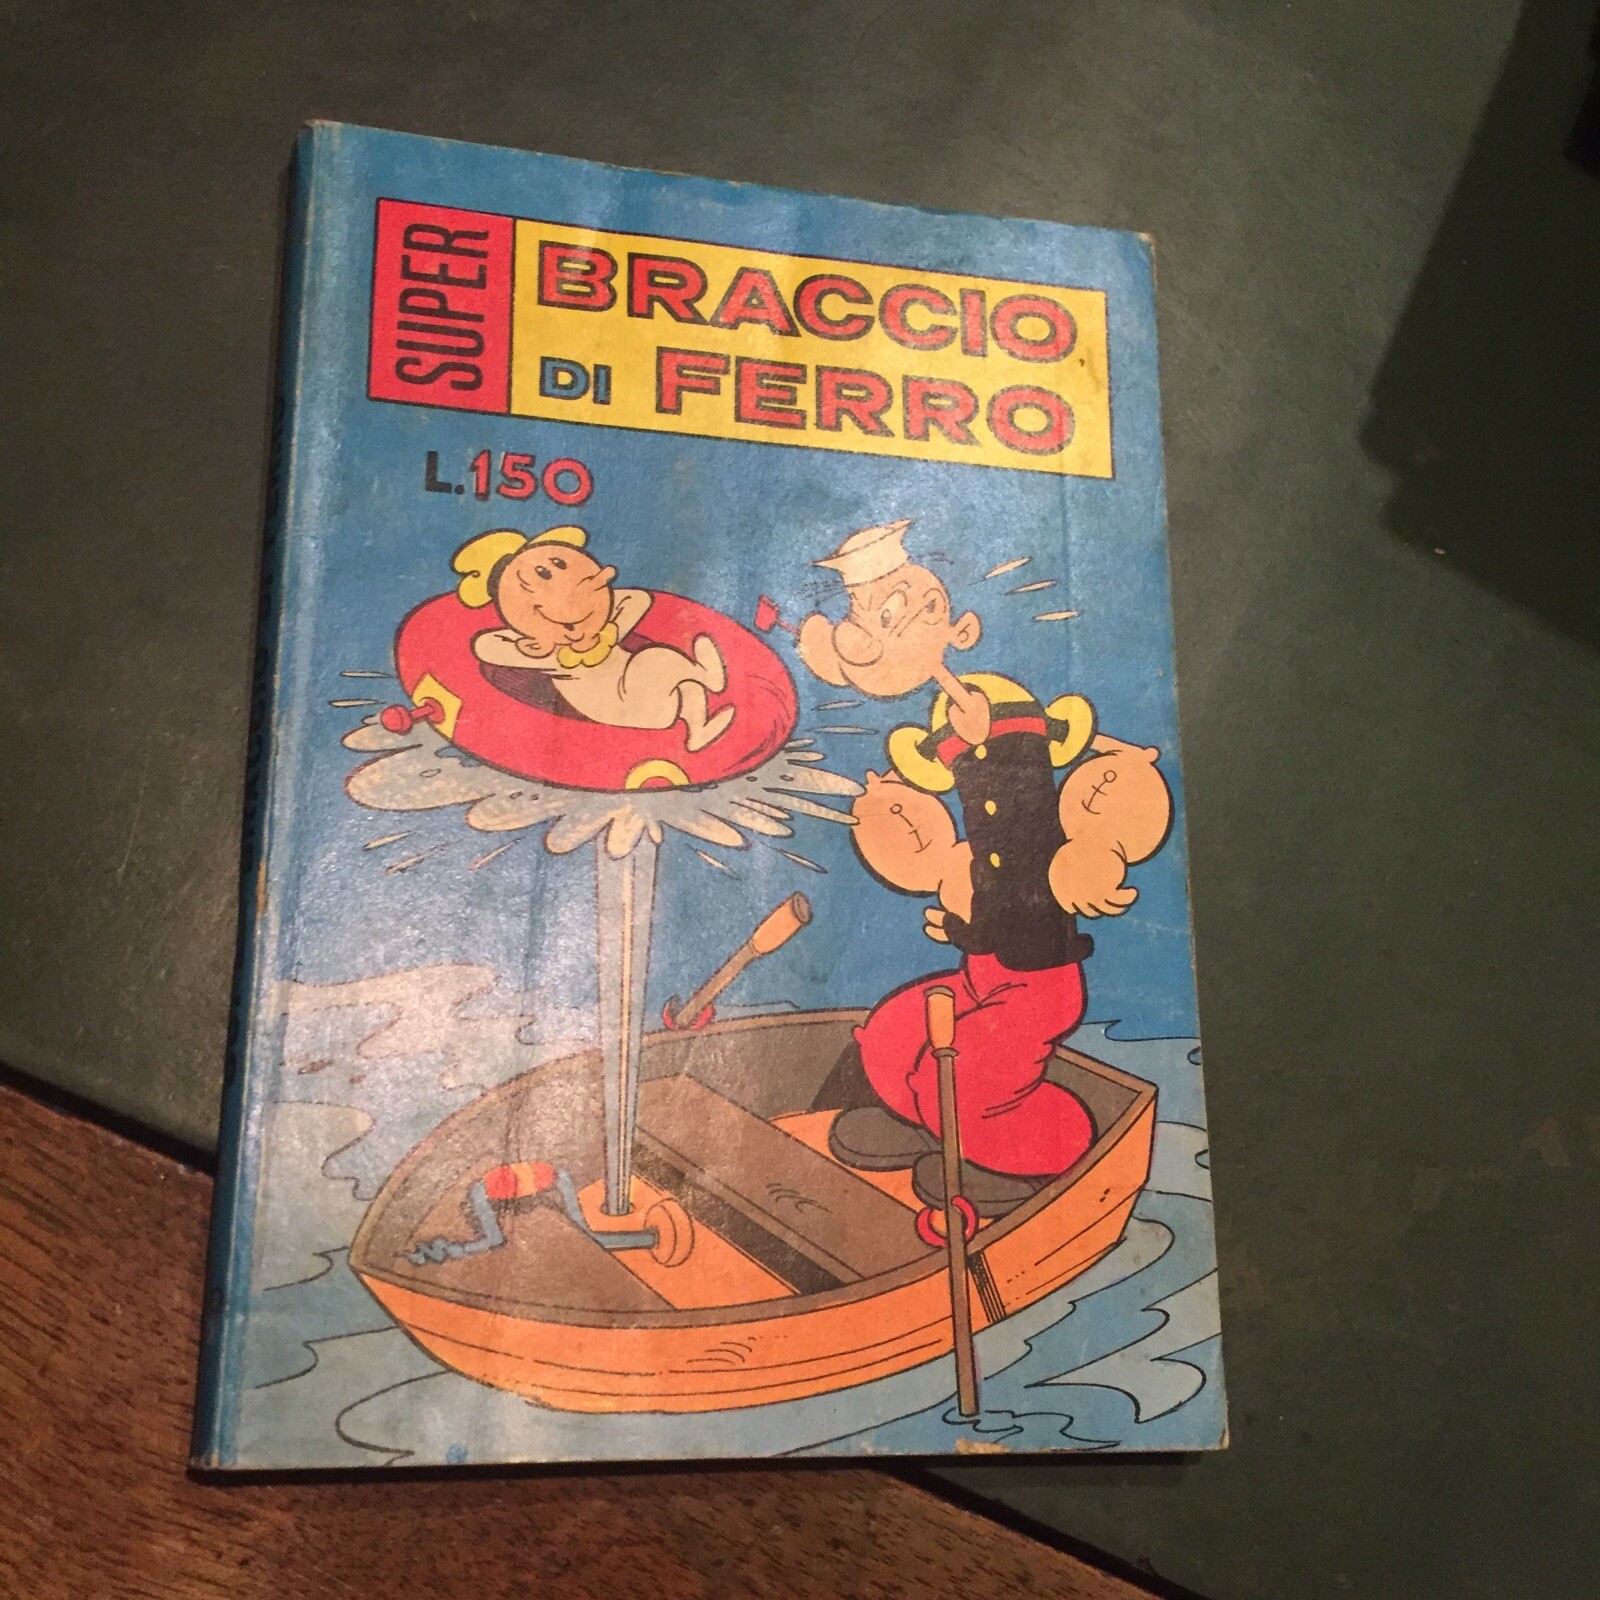 SUPER
BRACCIO
DI FERRO
L.150